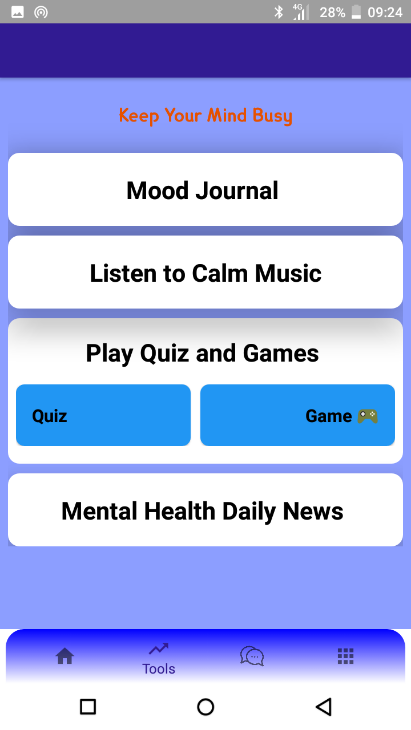 4G 28% 09:24
Keep Your Mind Busy
Mood Journal
Listen to Calm Music
Play Quiz and Games
Quiz Game
Mental Health Daily News
Tools